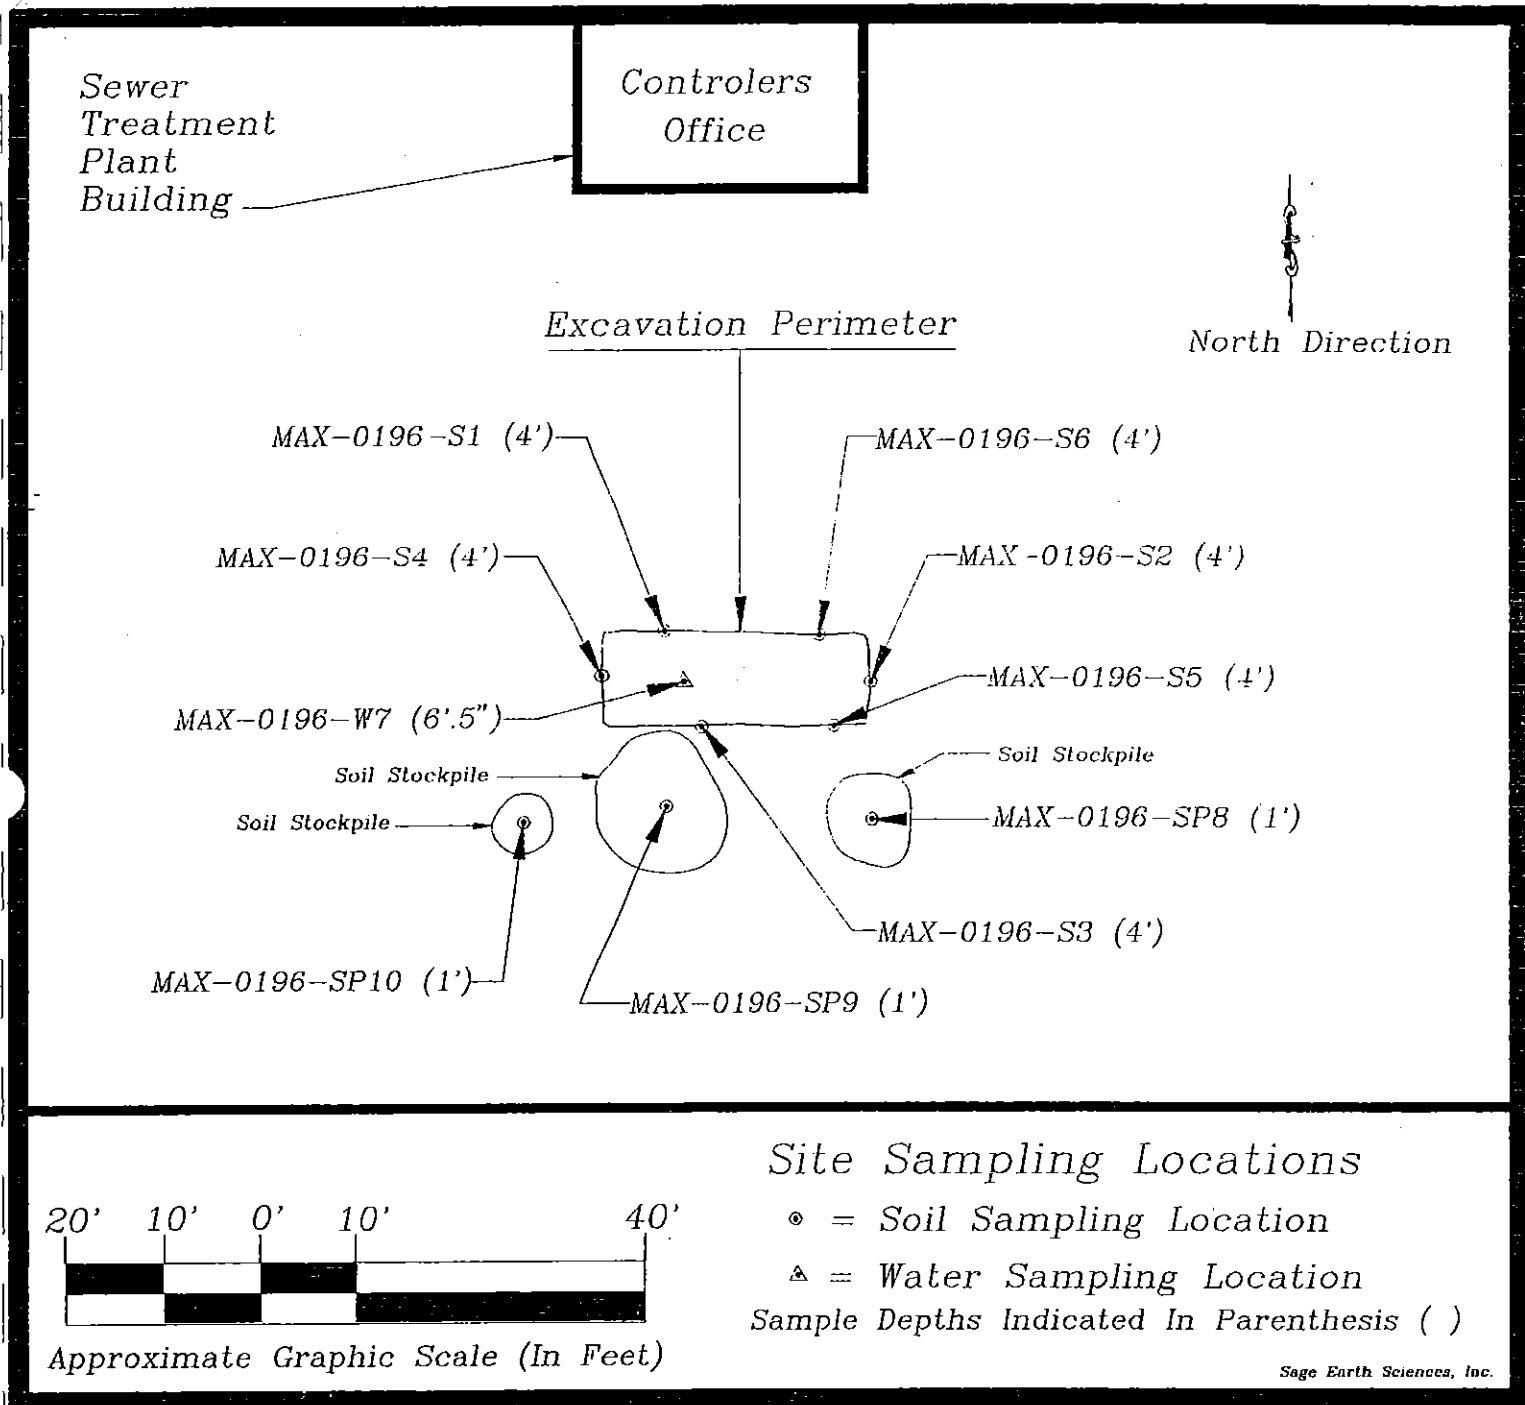 Sewer
Treatment
Plant
Building
Controlers
Office
North Direction
Excavation Perimeter
MAX-0196-S1 (4')
MAX-0196-S6 (4')
MAX-0196-S4 (4')
MAX-0196-S2 (4')
MAX-0196-S5 (4')
MAX-0196-W7 (6'.5")
Soil Stockpile
Soil Stockpile
Soil Stockpile
MAX-0196-SP8 (1')
MAX-0196-S3 (4')
MAX-0196-SP10 (1')
MAX-0196-SP9 (1')
Site Sampling Locations
20' 10' 0' 10' 40'
= Soil Sampling Location
= Water Sampling Location
Sample Depths Indicated In Parenthesis ( )
Approximate Graphic Scale (In Feet)
Sage Earth Sciences, Inc.